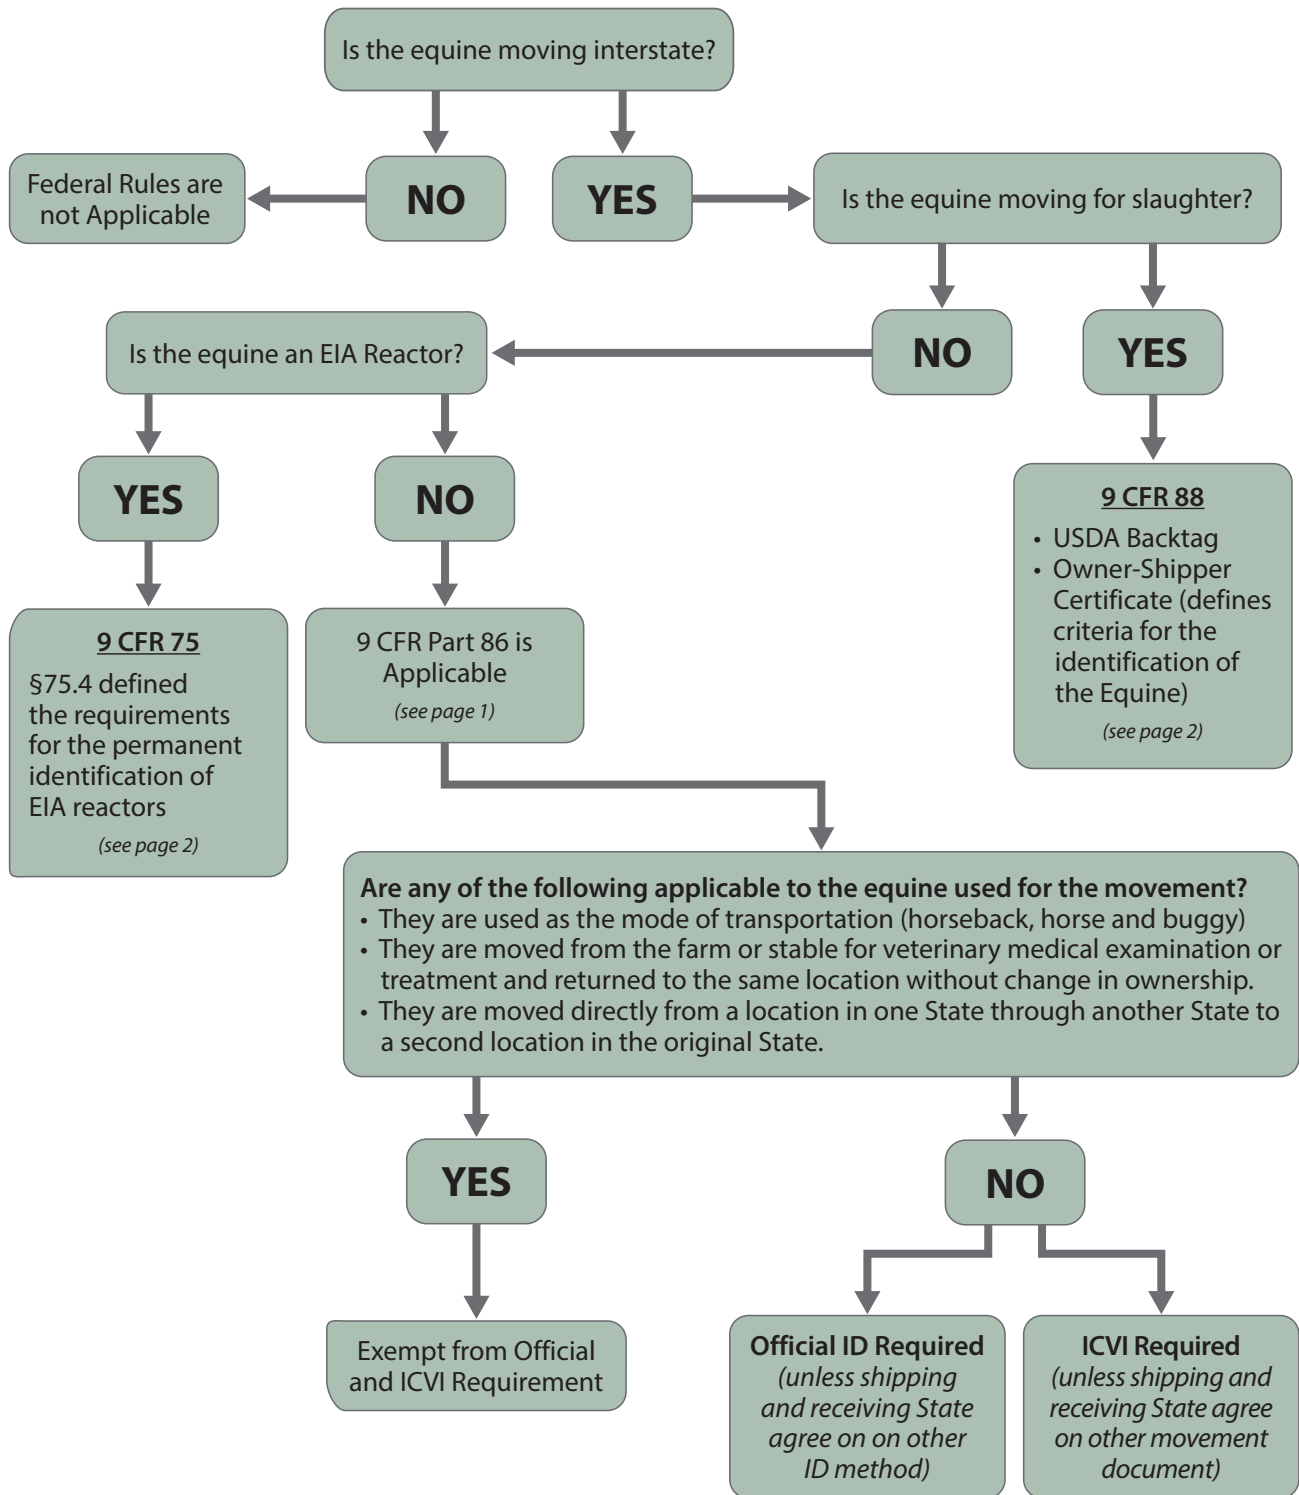 Is the equine moving interstate?
Federal Rules are
not Applicable
NO
YES
Is the equine moving for slaughter?
Is the equine an EIA Reactor?
NO
YES
YES
NO
9 CFR 88
• USDA Backtag
• Owner-Shipper
Certificate (defines
criteria for the
identification of
the Equine)
(see page 2)
9 CFR 75
§75.4 defined
the requirements
for the permanent
identification of
EIA reactors
(see page 2)
9 CFR Part 86 is
Applicable
(see page 1)
Are any of the following applicable to the equine used for the movement?
• They are used as the mode of transportation (horseback, horse and buggy)
• They are moved from the farm or stable for veterinary medical examination or
treatment and returned to the same location without change in ownership.
• They are moved directly from a location in one State through another State to
a second location in the original State.
YES
NO
Exempt from Official
and ICVI Requirement
Official ID Required
(unless shipping
and receiving State
agree on on other
ID method)
ICVI Required
(unless shipping and
receiving State agree
on other movement
document)